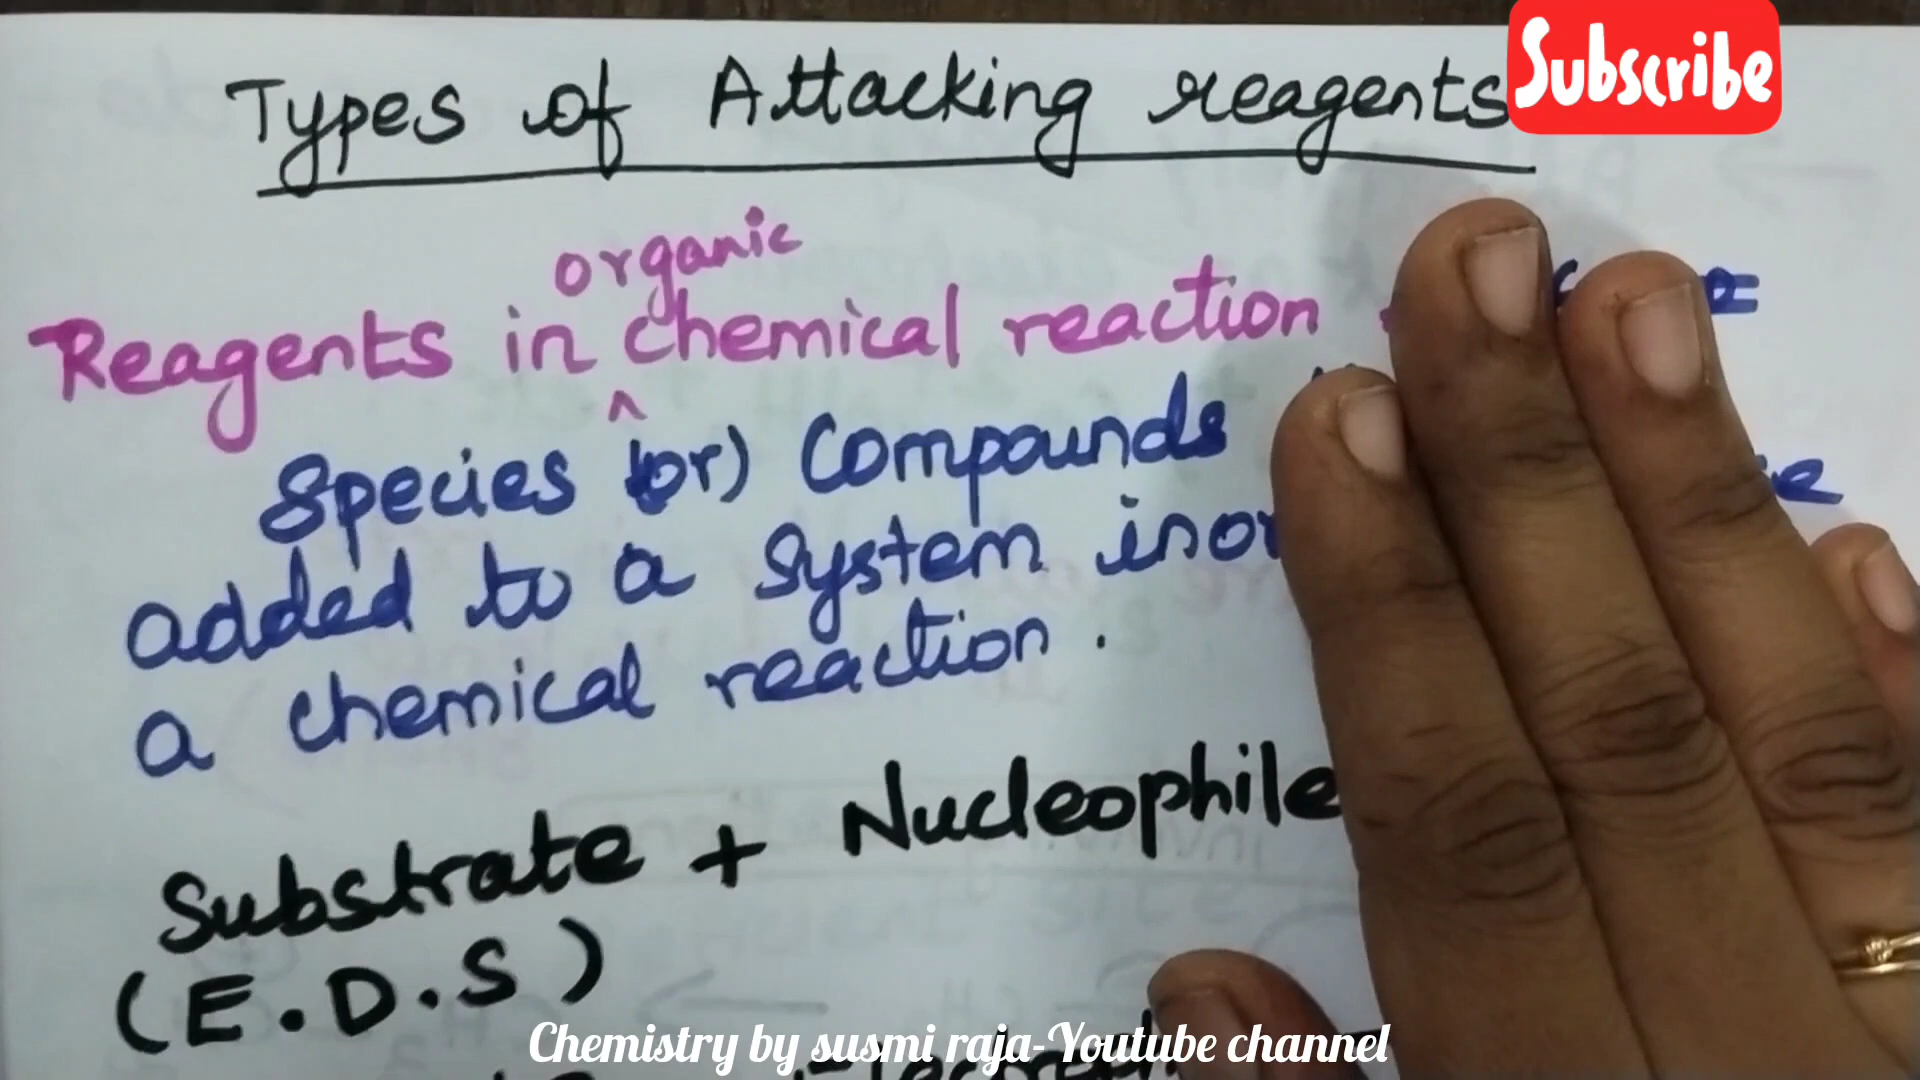 Types of Attacking reagents
Subscribe
organic
Reagents in ^ chemical reaction
Species (or) Compounds
added to a system
a chemical reaction .
Substrate + Nucleophile
(E.D.S)
Chemistry by susmi raja-Youtube channel